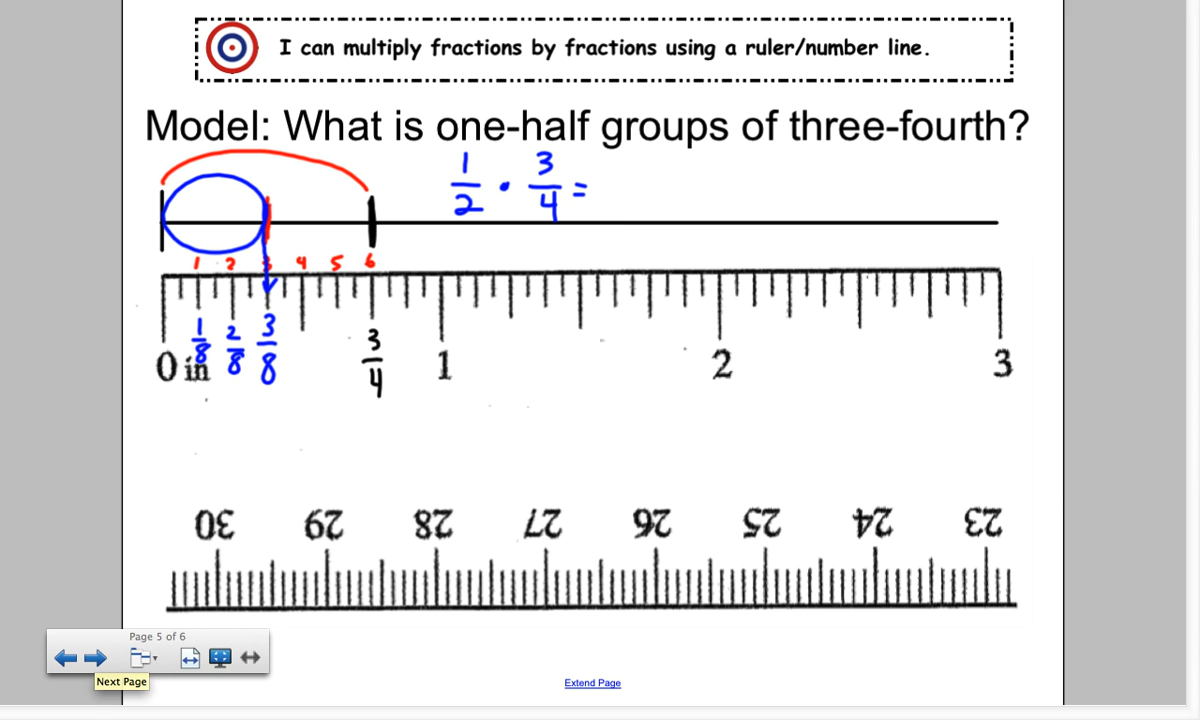 I can multiply fractions by fractions using a ruler/number line.
Model: What is one-half groups of three-fourth?
1/2 · 3/4 =
1 2 3 4 5 6
1/8 2/8 3/8 3/4
0 in 1 2 3
30 29 28 27 26 25 24 23
Page 5 of 6
Next Page
Extend Page